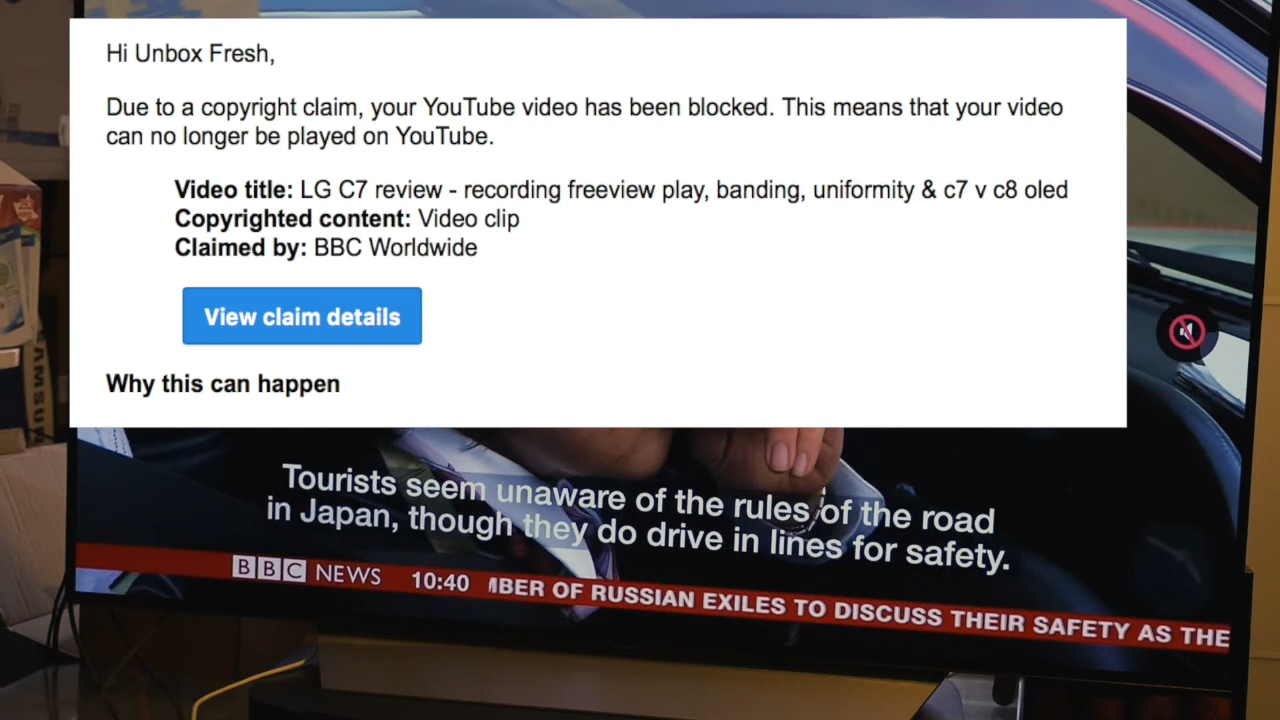 Hi Unbox Fresh,
Due to a copyright claim, your YouTube video has been blocked. This means that your video
can no longer be played on YouTube.
Video title: LG C7 review - recording freeview play, banding, uniformity & c7 v c8 oled
Copyrighted content: Video clip
Claimed by: BBC Worldwide
View claim details
Why this can happen
SAMSU
Tourists seem unaware of the rules of the road
in Japan, though they do drive in lines for safety.
BBC NEWS 10:40 MBER OF RUSSIAN EXILES TO DISCUSS THEIR SAFETY AS THE